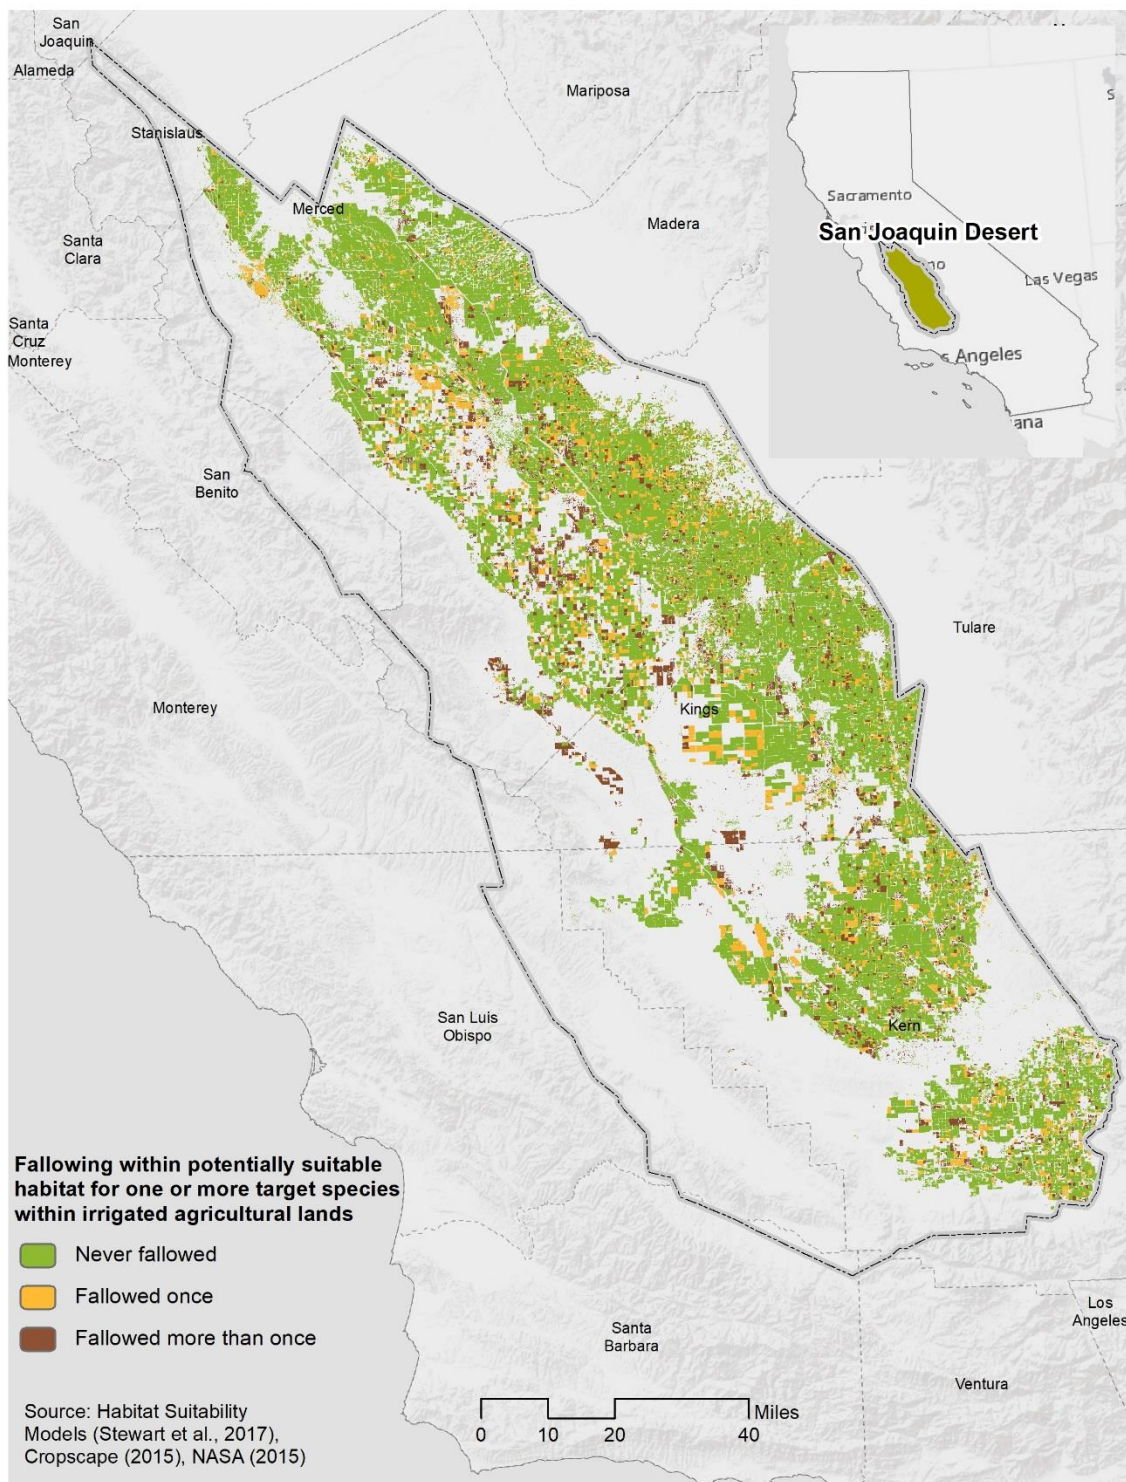 San
Joaquin
Alameda
Mariposa
Stanislaus
Merced
Madera
Santa
Clara
Santa
Cruz
Monterey
San
Benito
Monterey
Tulare
Kings
San Luis
Obispo
Kern
Santa
Barbara
Ventura
Los
Angeles
S
Sacramento
San Joaquin Desert
no
Las Vegas
s Angeles
ana
Fallowing within potentially suitable
habitat for one or more target species
within irrigated agricultural lands
Never fallowed
Fallowed once
Fallowed more than once
Source: Habitat Suitability
Models (Stewart et al., 2017),
Cropscape (2015), NASA (2015)
Miles
0 10 20 40